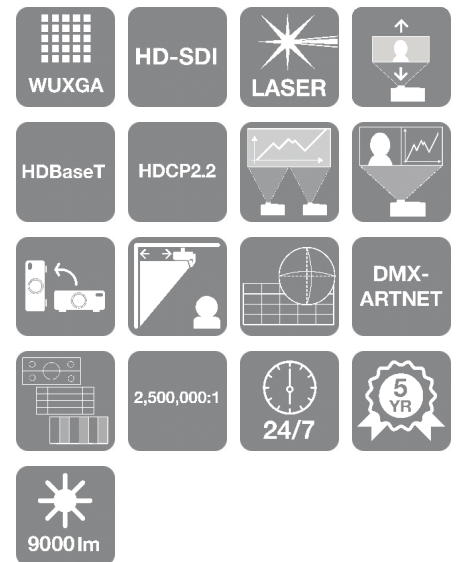 WUXGA
HD-SDI
LASER
HDBaseT
HDCP2.2
DMX-
ARTNET
2,500,000:1
24/7
5
YR
9000 lm